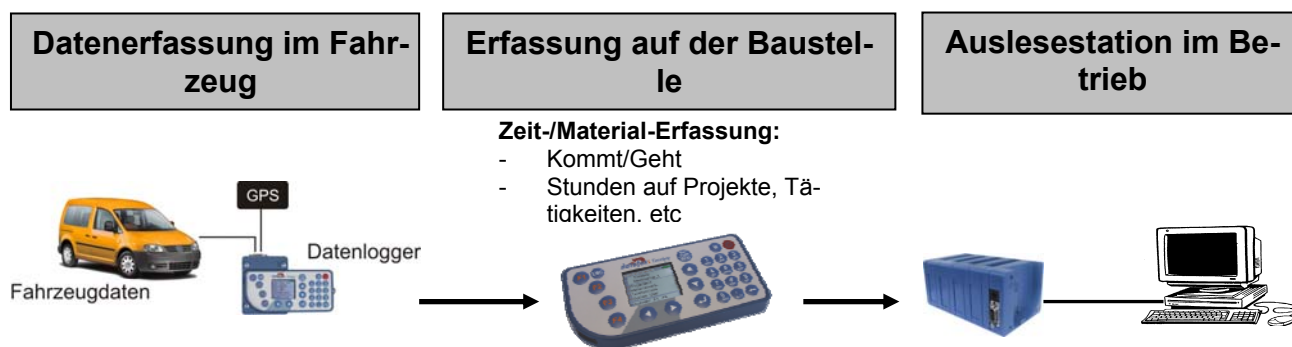 Datenerfassung im Fahr-
zeug
Erfassung auf der Baustel-
le
Auslesestation im Be-
trieb
Zeit-/Material-Erfassung:
- Kommt/Geht
- Stunden auf Projekte, Tä-
tigkeiten, etc
GPS
Datenlogger
Fahrzeugdaten